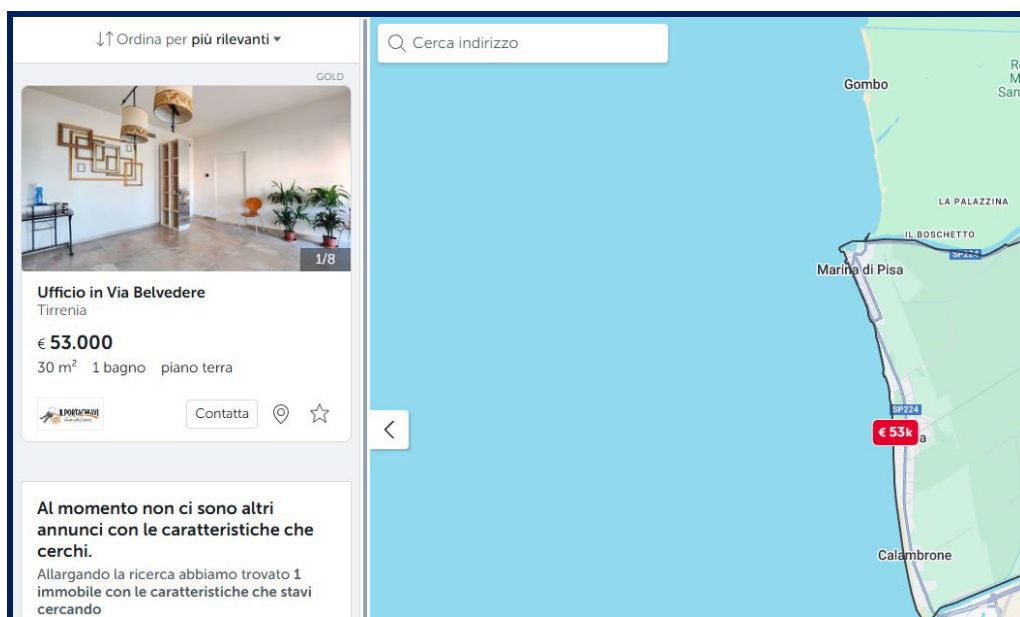 Ordina per più rilevanti
GOLD
1/8
Ufficio in Via Belvedere
Tirrenia
€ 53.000
30 m² 1 bagno piano terra
IL PORTACHIAVI
Contatta
Al momento non ci sono altri
annunci con le caratteristiche che
cerchi.
Allargando la ricerca abbiamo trovato 1
immobile con le caratteristiche che stavi
cercando
Cerca indirizzo
Gombo
LA PALAZZINA
IL BOSCHETTO
SP224
Marina di Pisa
SP224
€ 53k
Calambrone